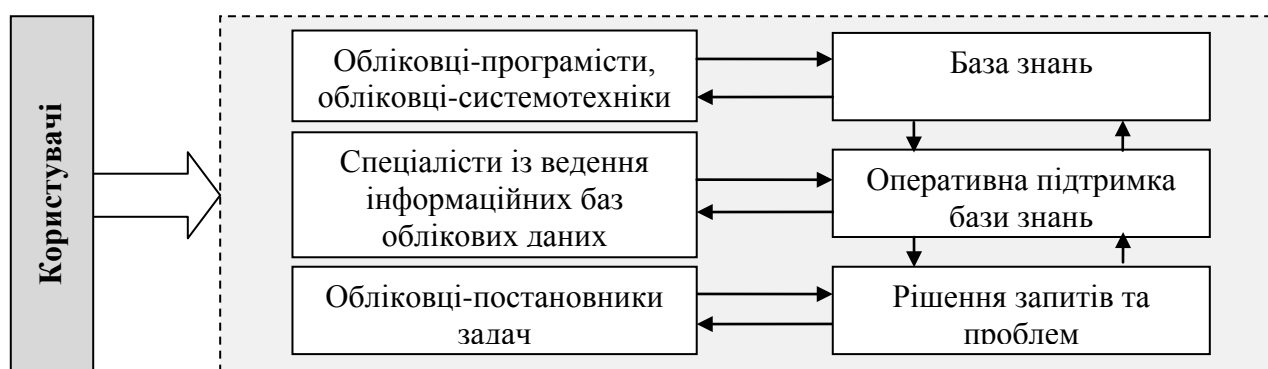 Користувачі
Обліковці-програмісти,
обліковці-системотехніки
База знань
Спеціалісти із ведення
інформаційних баз
облікових даних
Оперативна підтримка
бази знань
Обліковці-постановники
задач
Рішення запитів та
проблем